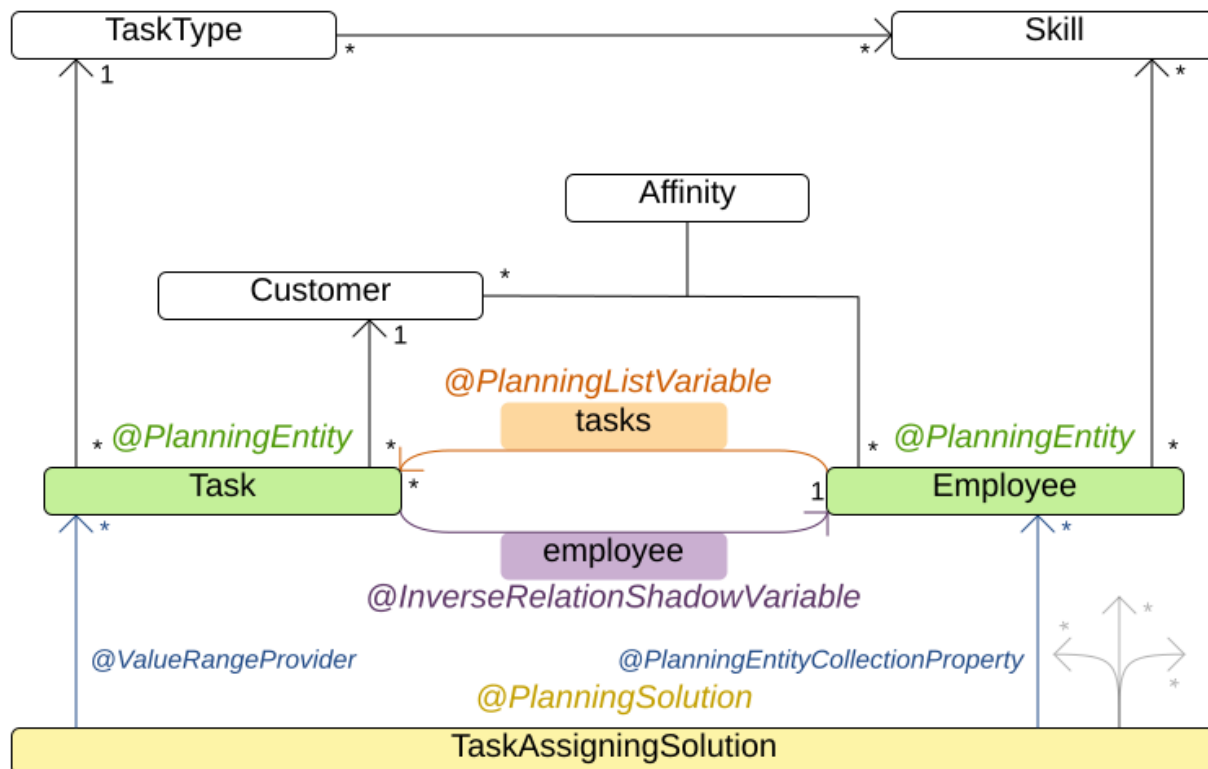 TaskType
Skill
* *
1 *
Affinity
*
Customer
1
@PlanningListVariable
tasks
* @PlanningEntity *
* @PlanningEntity *
Task
*
1
Employee
* *
employee
@InverseRelationShadowVariable
* *
*
@ValueRangeProvider
@PlanningEntityCollectionProperty
@PlanningSolution
TaskAssigningSolution